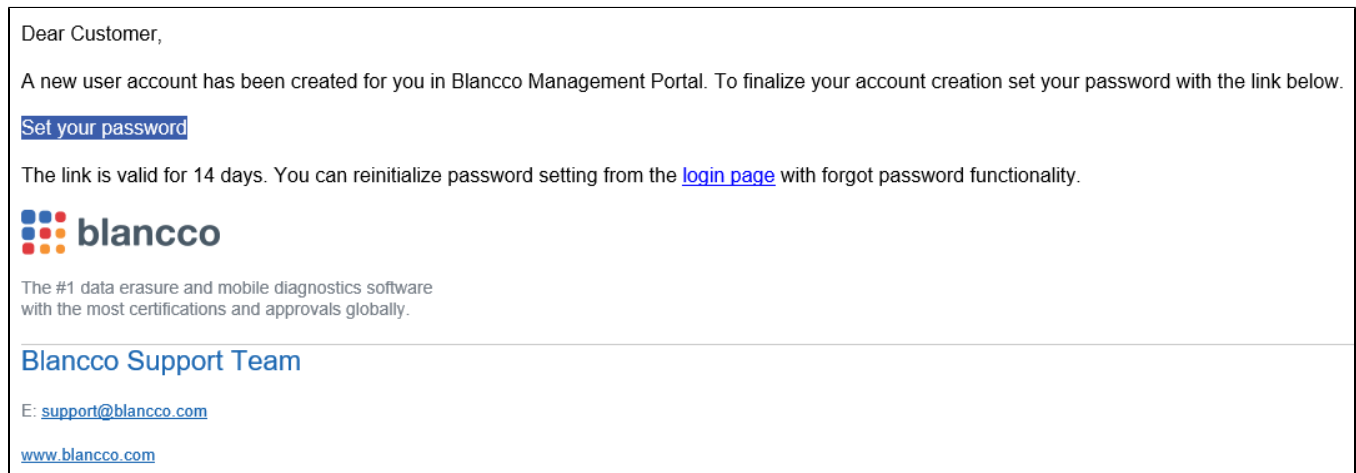 Dear Customer,
A new user account has been created for you in Blancco Management Portal. To finalize your account creation set your password with the link below.
Set your password
The link is valid for 14 days. You can reinitialize password setting from the login page with forgot password functionality.
blancco
The #1 data erasure and mobile diagnostics software
with the most certifications and approvals globally.
Blancco Support Team
E: support@blancco.com
www.blancco.com